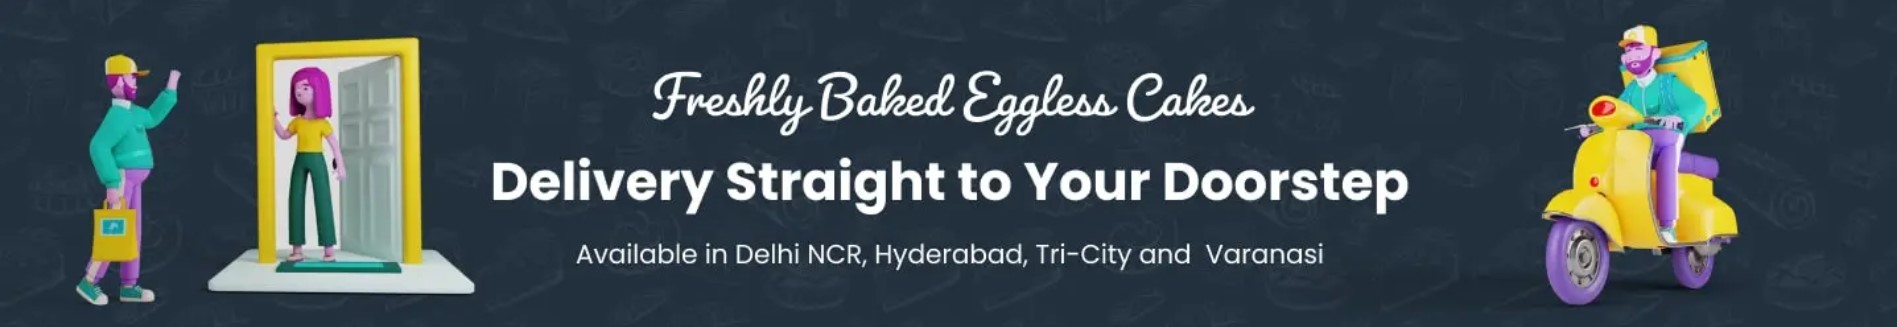 Freshly Baked Eggless Cakes
Delivery Straight to Your Doorstep
Available in Delhi NCR, Hyderabad, Tri-City and  Varanasi